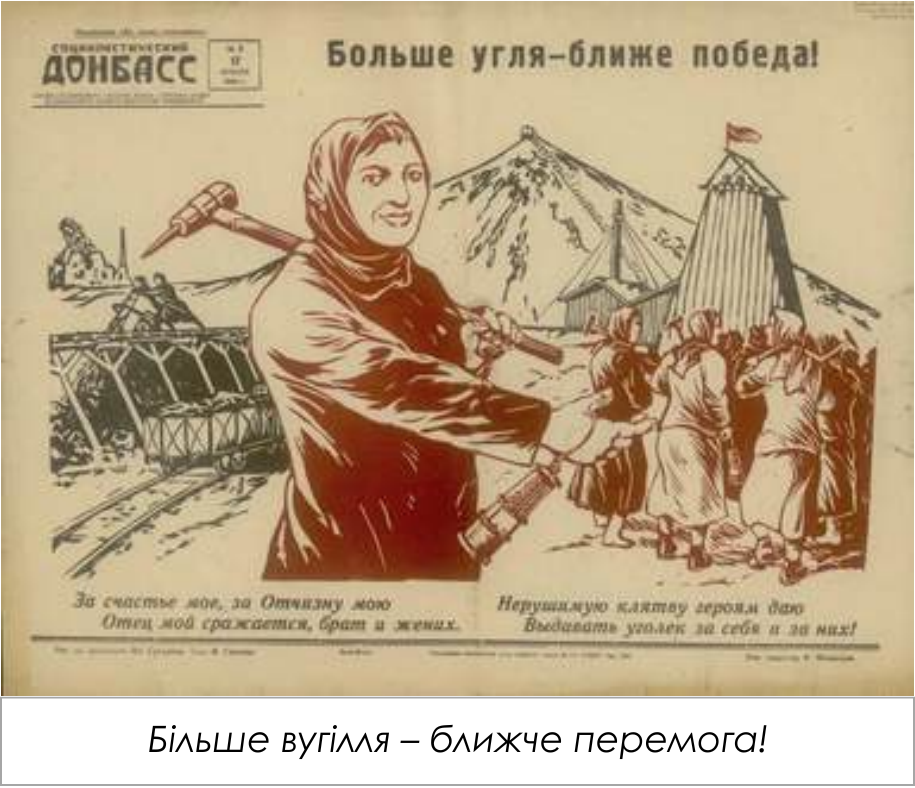 СОЦИАЛИСТИЧЕСКИЙ
ДОНБАСС
Больше угля–ближе победа!
За счастье мое, за Отчизну мою
Отец мой сражается, брат и жених.
Нерушимую клятву героям даю
Выдавать уголек за себя и за них!
Більше вугілля – ближче перемога!